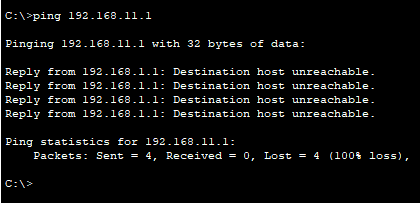 C:\>ping 192.168.11.1
Pinging 192.168.11.1 with 32 bytes of data:
Reply from 192.168.1.1: Destination host unreachable.
Reply from 192.168.1.1: Destination host unreachable.
Reply from 192.168.1.1: Destination host unreachable.
Reply from 192.168.1.1: Destination host unreachable.
Ping statistics for 192.168.11.1:
    Packets: Sent = 4, Received = 0, Lost = 4 (100% loss),
C:\>